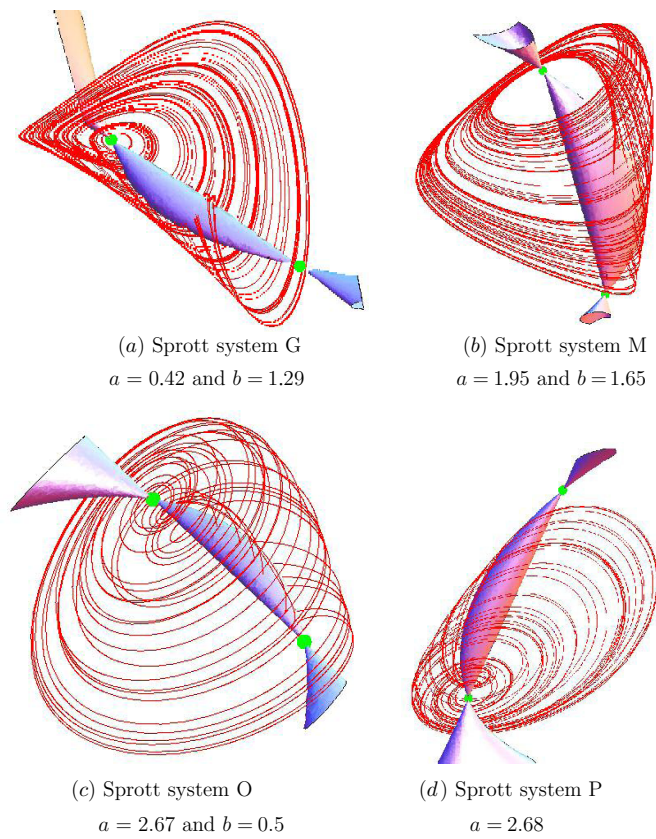 (a) Sprott system G
a = 0.42 and b = 1.29
(b) Sprott system M
a = 1.95 and b = 1.65
(c) Sprott system O
a = 2.67 and b = 0.5
(d) Sprott system P
a = 2.68